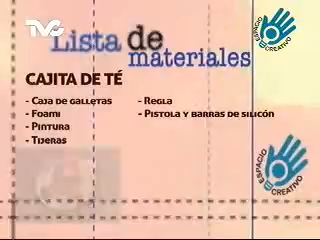 TVC
Lista de
materiales
ESPACIO
CREATIVO
CAJITA DE TÉ
- CAJA DE GALLETAS
- FOAMI
- PINTURA
- TIJERAS
- REGLA
- PISTOLA Y BARRAS DE SILICÓN
ESPACIO
CREATIVO